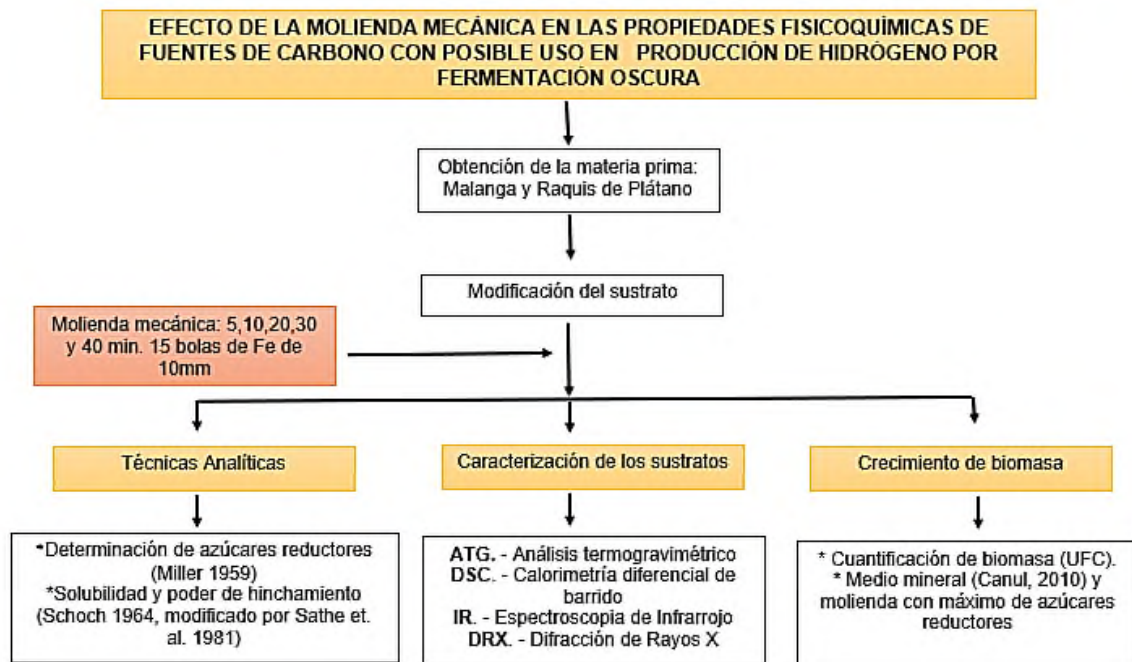 EFECTO DE LA MOLIENDA MECÁNICA EN LAS PROPIEDADES FISICOQUÍMICAS DE
FUENTES DE CARBONO CON POSIBLE USO EN PRODUCCIÓN DE HIDRÓGENO POR
FERMENTACIÓN OSCURA
Obtención de la materia prima:
Malanga y Raquis de Plátano
Modificación del sustrato
Molienda mecánica: 5,10,20,30
y 40 min. 15 bolas de Fe de
10mm
Técnicas Analíticas
*Determinación de azúcares reductores
(Miller 1959)
*Solubilidad y poder de hinchamiento
(Schoch 1964, modificado por Sathe et.
al. 1981)
Caracterización de los sustratos
ATG. - Análisis termogravimétrico
DSC. - Calorimetría diferencial de
barrido
IR. - Espectroscopia de Infrarrojo
DRX. - Difracción de Rayos X
Crecimiento de biomasa
* Cuantificación de biomasa (UFC).
* Medio mineral (Canul, 2010) y
molienda con máximo de azúcares
reductores